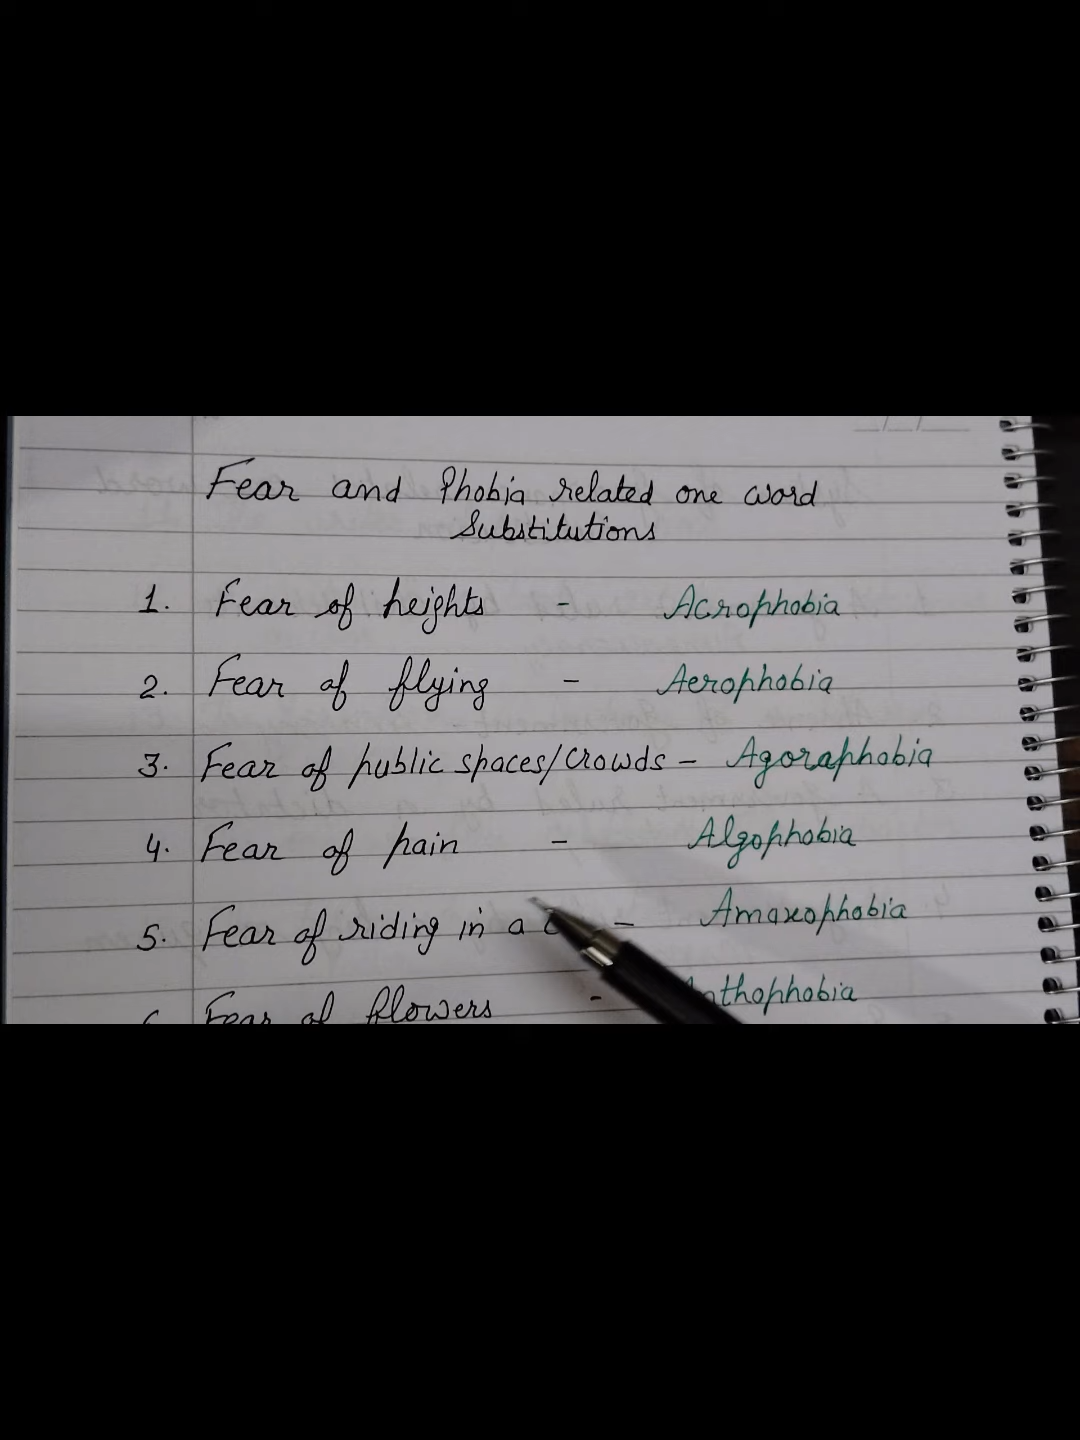 Fear and Phobia related one word
Substitutions
1. Fear of heights - Acrophobia
2. Fear of flying - Aerophobia
3. Fear of public spaces/crowds - Agoraphobia
4. Fear of pain - Algophobia
5. Fear of riding in a - Amaxophobia
Fear of flowers - Anthophobia